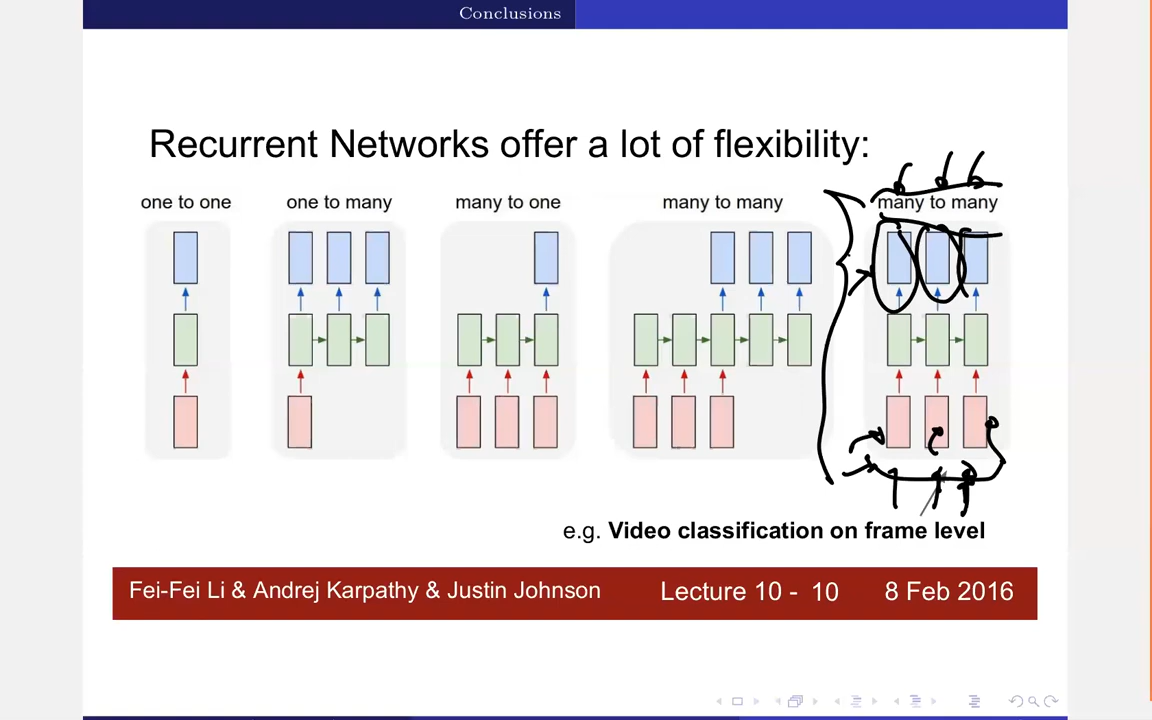 Conclusions
Recurrent Networks offer a lot of flexibility:
one to one one to many many to one many to many many to many
e.g. Video classification on frame level
Fei-Fei Li & Andrej Karpathy & Justin Johnson Lecture 10 - 10 8 Feb 2016